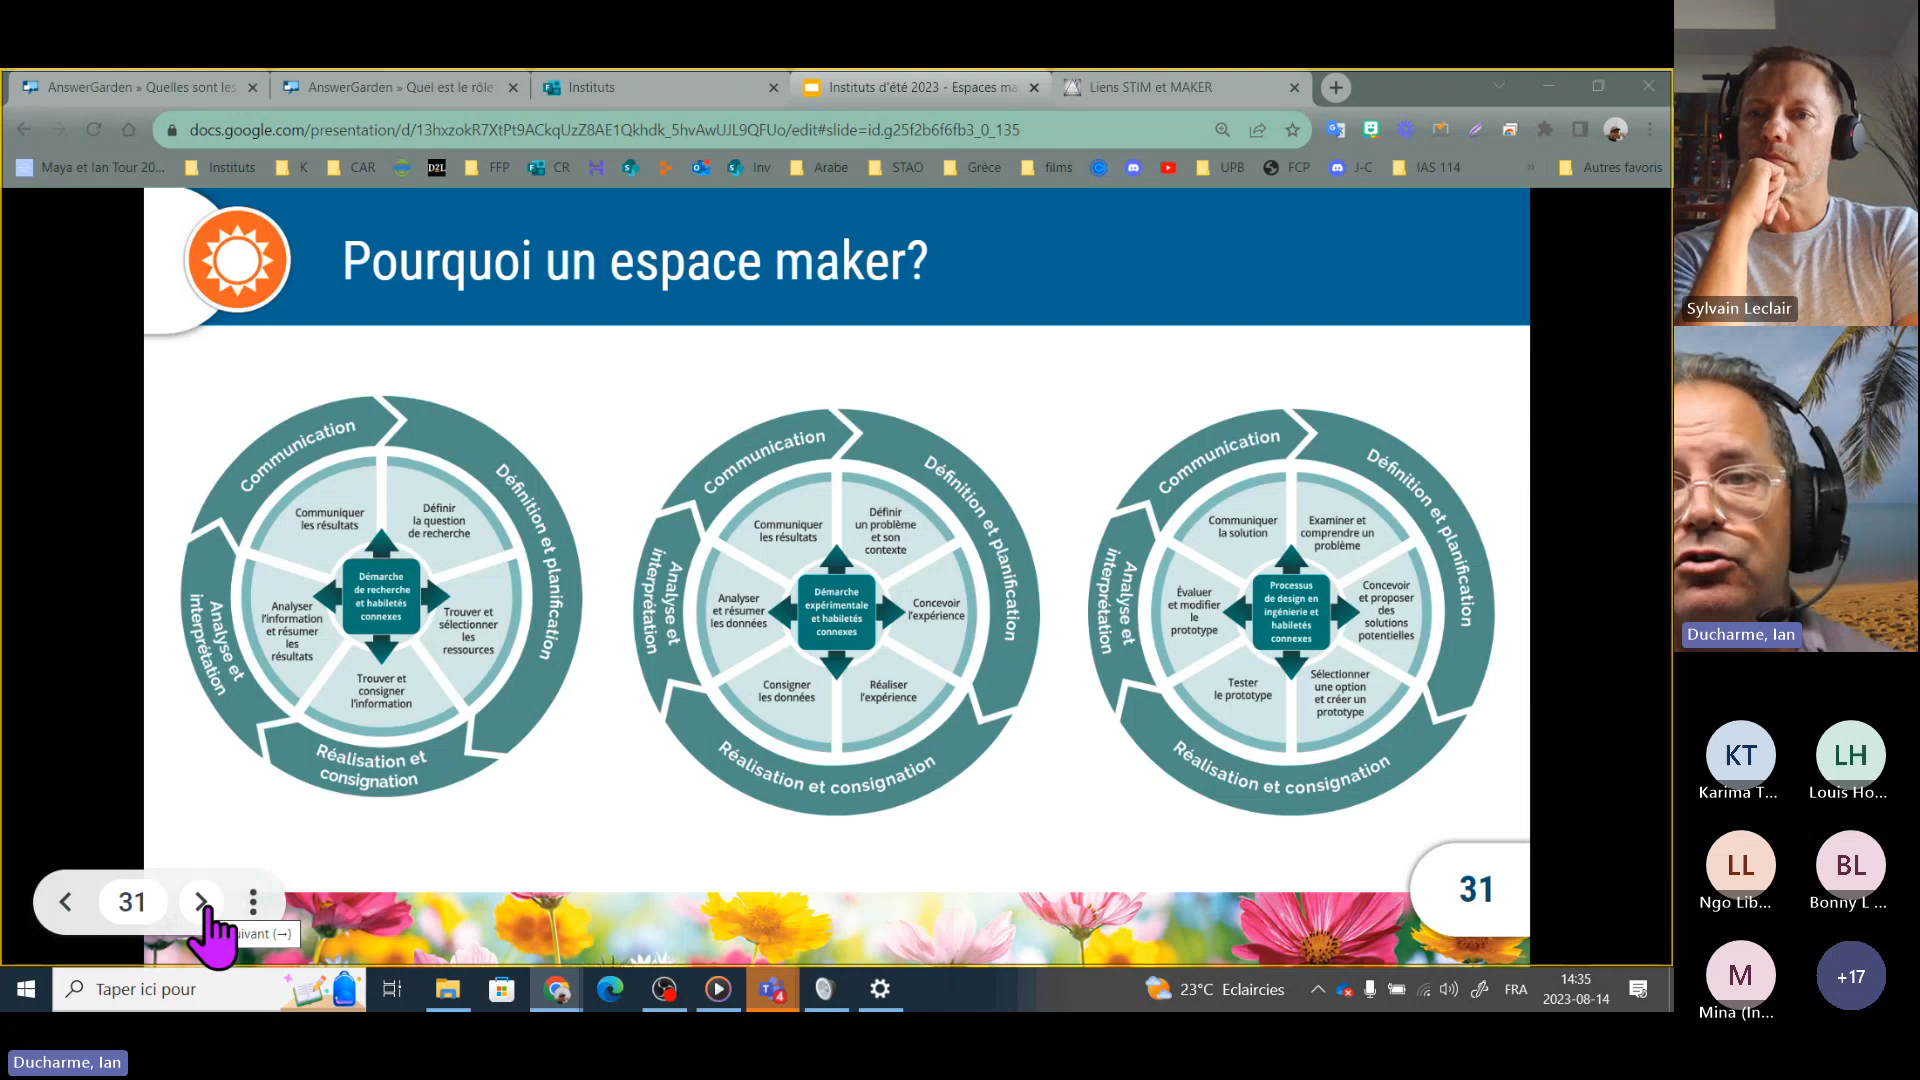 AnswerGarden » Quelles sont les
AnswerGarden » Quel est le rôle
Instituts
Instituts d'été 2023 - Espaces ma
Liens STIM et MAKER
docs.google.com/presentation/d/13hxzokR7XtPt9ACkqUzZ8AE1Qkhdk_5hvAwUJL9QFUo/edit#slide=id.g25f2b6f6fb3_0_135
Maya et Ian Tour 20...
Instituts
K
CAR
D2L
FFP
CR
Inv
Arabe
STAO
Grèce
films
UPB
FCP
J-C
IAS 114
»
Autres favoris
Pourquoi un espace maker?
Communication
Définition et planification
Réalisation et
consignation
Analyse et
interprétation
Communiquer
les résultats
Définir
la question
de recherche
Trouver et
sélectionner
les
ressources
Trouver et
consigner
l'information
Analyser
l'information
et résumer
les
résultats
Démarche
de recherche
et habiletés
connexes
Communication
Définition et planification
Réalisation et consignation
Analyse et
interprétation
Communiquer
les résultats
Définir
un problème
et son
contexte
Concevoir
l'expérience
Réaliser
l'expérience
Consigner
les données
Analyser
et résumer
les données
Démarche
expérimentale
et habiletés
connexes
Communication
Définition et planification
Réalisation et consignation
Analyse et
interprétation
Communiquer
la solution
Examiner et
comprendre un
problème
Concevoir
et proposer
des
solutions
potentielles
Sélectionner
une option
et créer un
prototype
Tester
le prototype
Évaluer
et modifier
le
prototype
Processus
de design en
ingénierie et
habiletés
connexes
31
31
uivant (→)
Taper ici pour
4
23°C Eclaircies
FRA
14:35
2023-08-14
Sylvain Leclair
Ducharme, Ian
KT
Karima T...
LH
Louis Ho...
LL
Ngo Lib...
BL
Bonny L ...
M
Mina (In...
+17
Ducharme, Ian